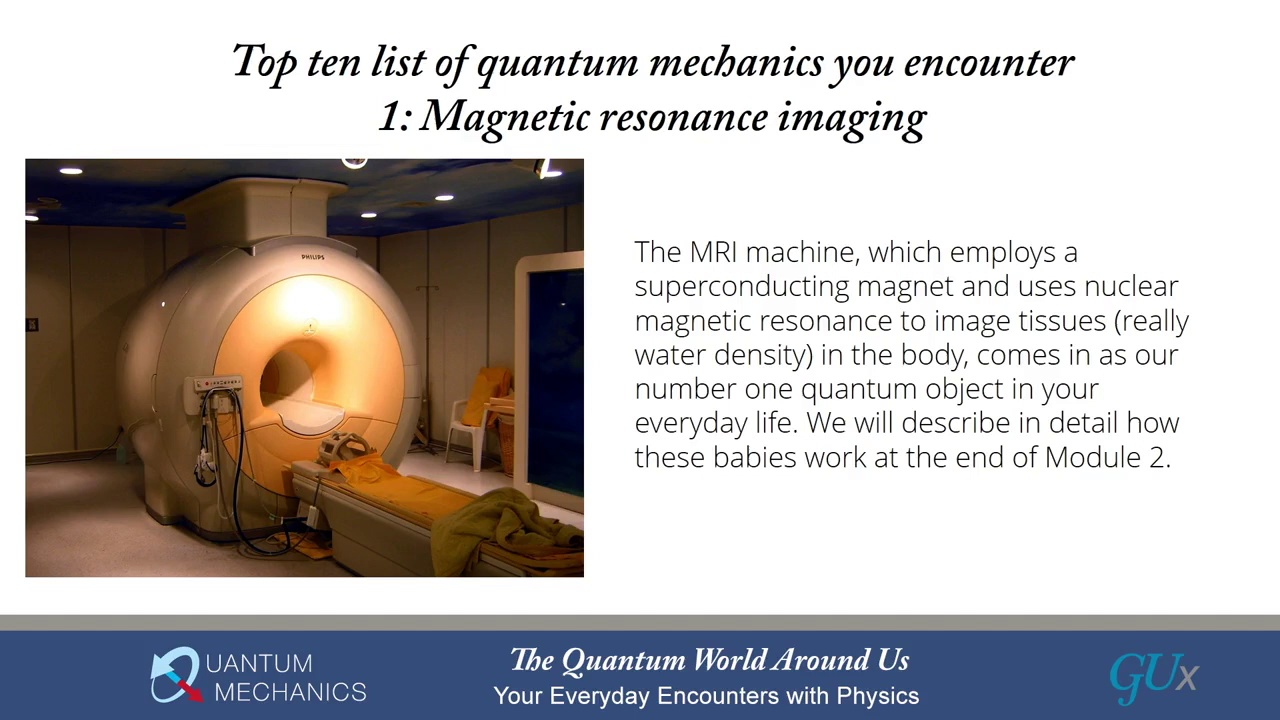 Top ten list of quantum mechanics you encounter
1: Magnetic resonance imaging
PHILIPS
The MRI machine, which employs a
superconducting magnet and uses nuclear
magnetic resonance to image tissues (really
water density) in the body, comes in as our
number one quantum object in your
everyday life. We will describe in detail how
these babies work at the end of Module 2.
QUANTUM
MECHANICS
The Quantum World Around Us
Your Everyday Encounters with Physics
GUx